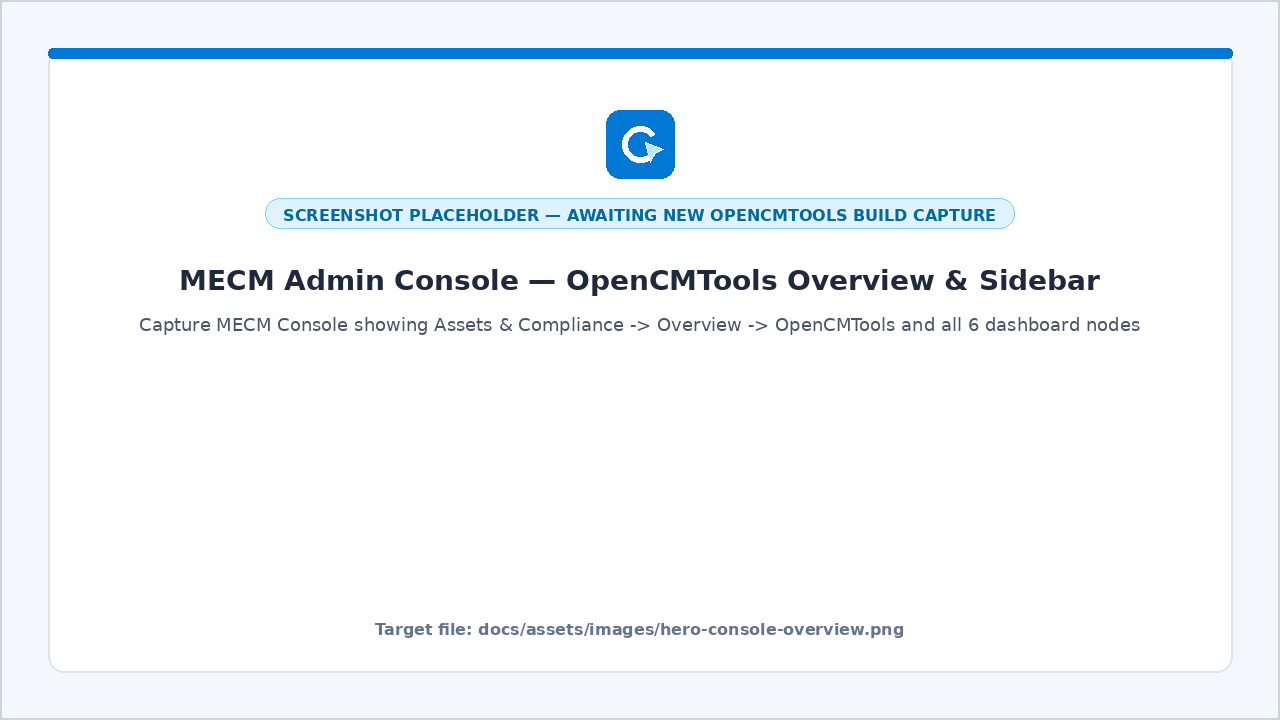 SCREENSHOT PLACEHOLDER — AWAITING NEW OPENCMTOOLS BUILD CAPTURE
MECM Admin Console — OpenCMTools Overview & Sidebar
Capture MECM Console showing Assets & Compliance -> Overview -> OpenCMTools and all 6 dashboard nodes
Target file: docs/assets/images/hero-console-overview.png